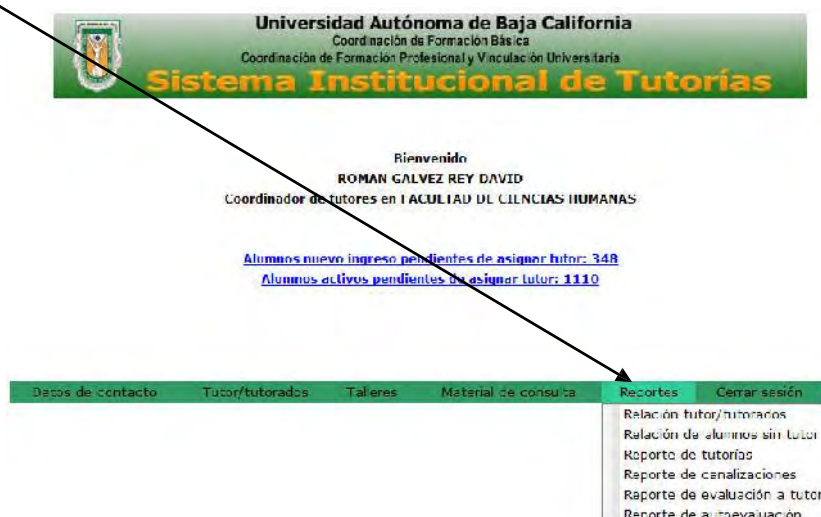 Universidad Autónoma de Baja California
Coordinación de Formación Básica
Coordinación de Formación Profesional y Vinculación Universitaria
Sistema Institucional de Tutorías
Bienvenido
ROMAN GALVEZ REY DAVID
Coordinador de tutores en FACULTAD DE CIENCIAS HUMANAS
Alumnos nuevo ingreso pendientes de asignar tutor: 348
Alumnos activos pendientes de asignar tutor: 1110
Datos de contacto Tutor/tutorados Talleres Material de consulta Reportes Cerrar sesión
Relación tutor/tutorados
Relación de alumnos sin tutor
Reporte de tutorías
Reporte de canalizaciones
Reporte de evaluación a tutor
Reporte de autoevaluación